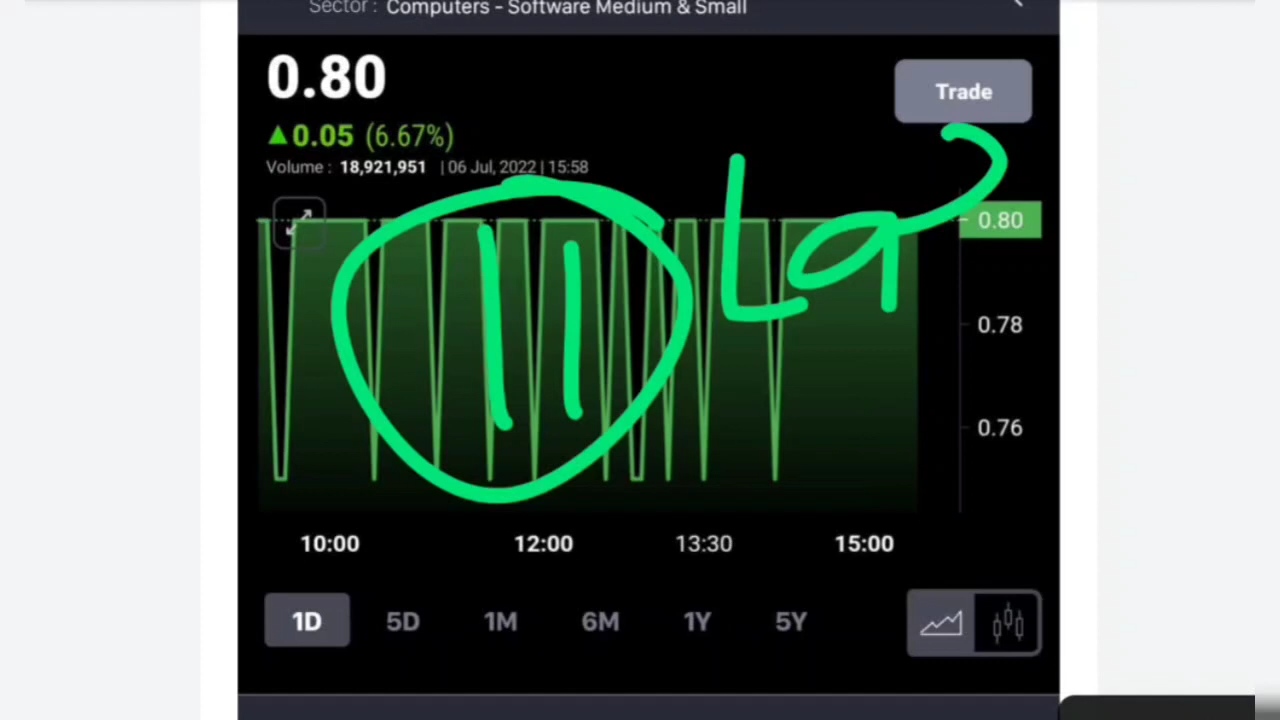 Sector : Computers - Software Medium & Small
0.80
Trade
▲0.05 (6.67%)
Volume : 18,921,951 | 06 Jul, 2022 | 15:58
11 La
0.80
0.78
0.76
10:00 12:00 13:30 15:00
1D 5D 1M 6M 1Y 5Y